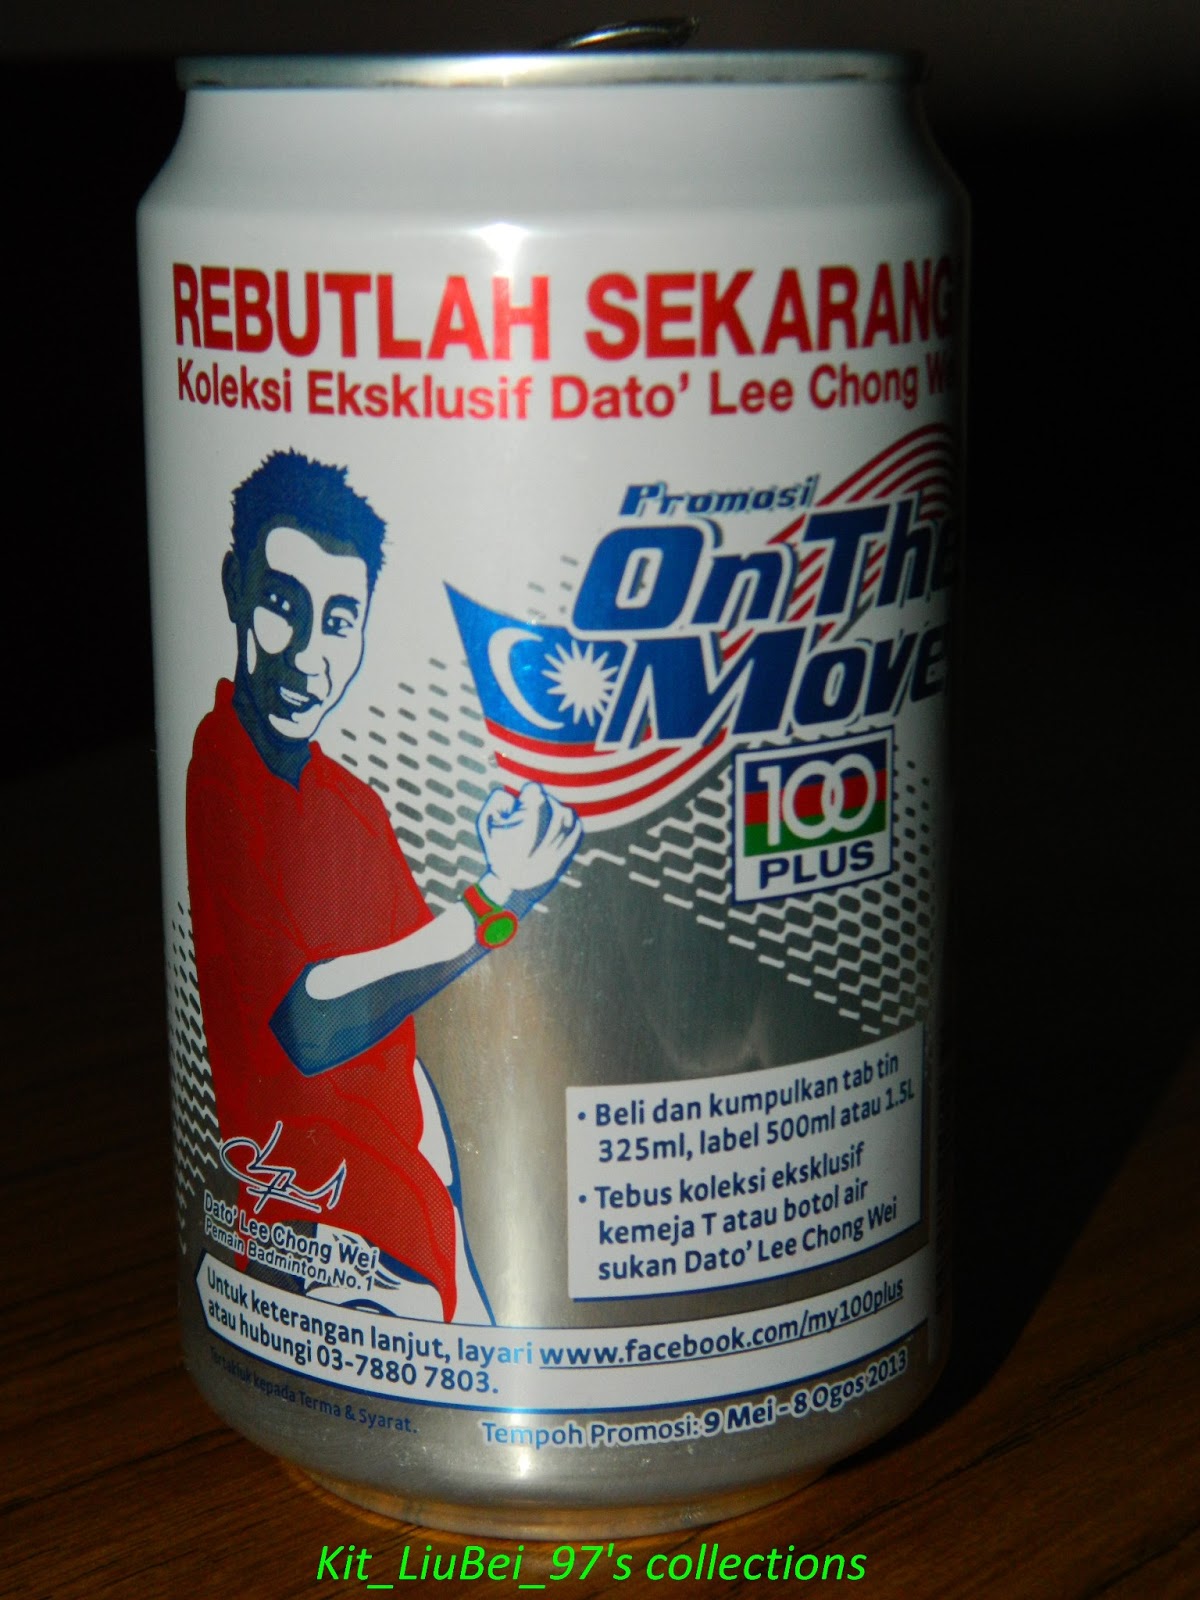 REBUTLAH SEKARANG
Koleksi Eksklusif Dato' Lee Chong We
Promosi
On The
Move
100
PLUS
• Beli dan kumpulkan tab tin
325ml, label 500ml atau 1.5L
• Tebus koleksi eksklusif
kemeja T atau botol air
sukan Dato' Lee Chong Wei
Dato' Lee Chong Wei
Pemain Badminton No. 1
Untuk keterangan lanjut, layari www.facebook.com/my100plus
atau hubungi 03-7880 7803.
Tertakluk kepada Terma & Syarat.
Tempoh Promosi: 9 Mei - 8 Ogos 2013
Kit_LiuBei_97's collections